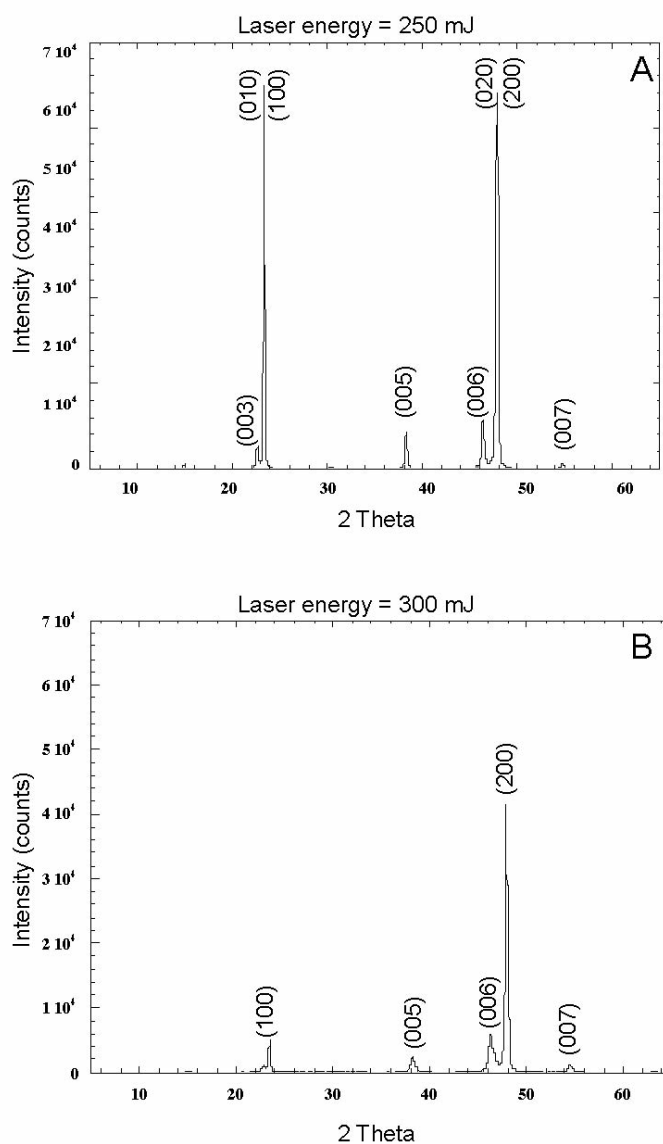 Laser energy = 250 mJ
A
7 10⁴
6 10⁴
5 10⁴
4 10⁴
3 10⁴
2 10⁴
1 10⁴
0
Intensity (counts)
(003)
(010)
(100)
(005)
(006)
(020)
(200)
(007)
10 20 30 40 50 60
2 Theta
Laser energy = 300 mJ
B
7 10⁴
6 10⁴
5 10⁴
4 10⁴
3 10⁴
2 10⁴
1 10⁴
0
Intensity (counts)
(100)
(005)
(006)
(200)
(007)
10 20 30 40 50 60
2 Theta